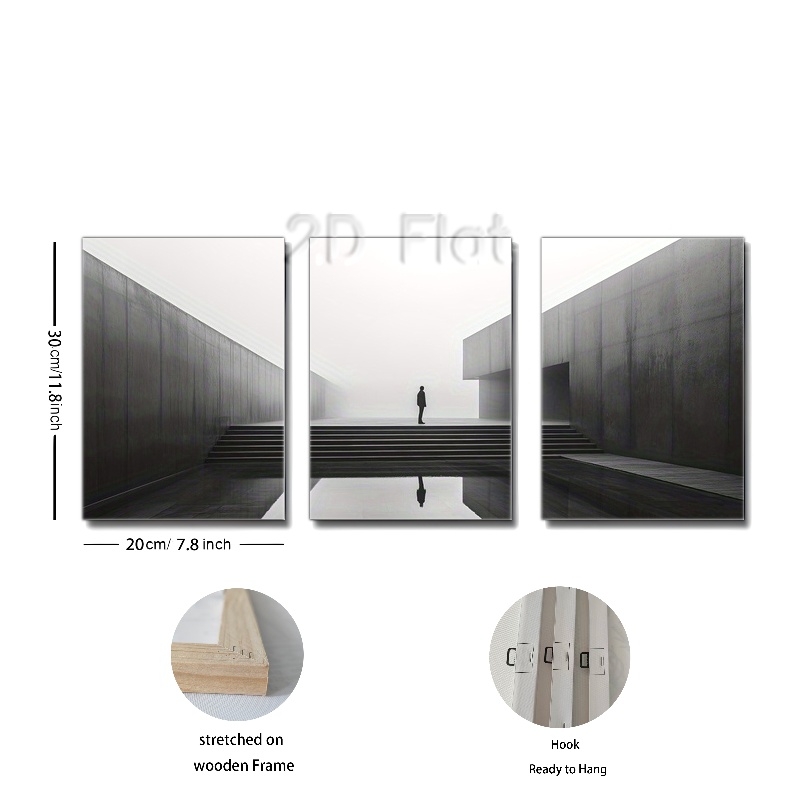 2D Flat
30cm/11.8inch
20cm/ 7.8 inch
stretched on
wooden Frame
Hook
Ready to Hang